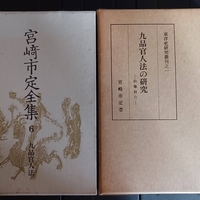 宮崎市定全集
6
九品官人法
東洋史研究叢刊之一
九品官人法の研究
—科挙前史—
宮崎市定著